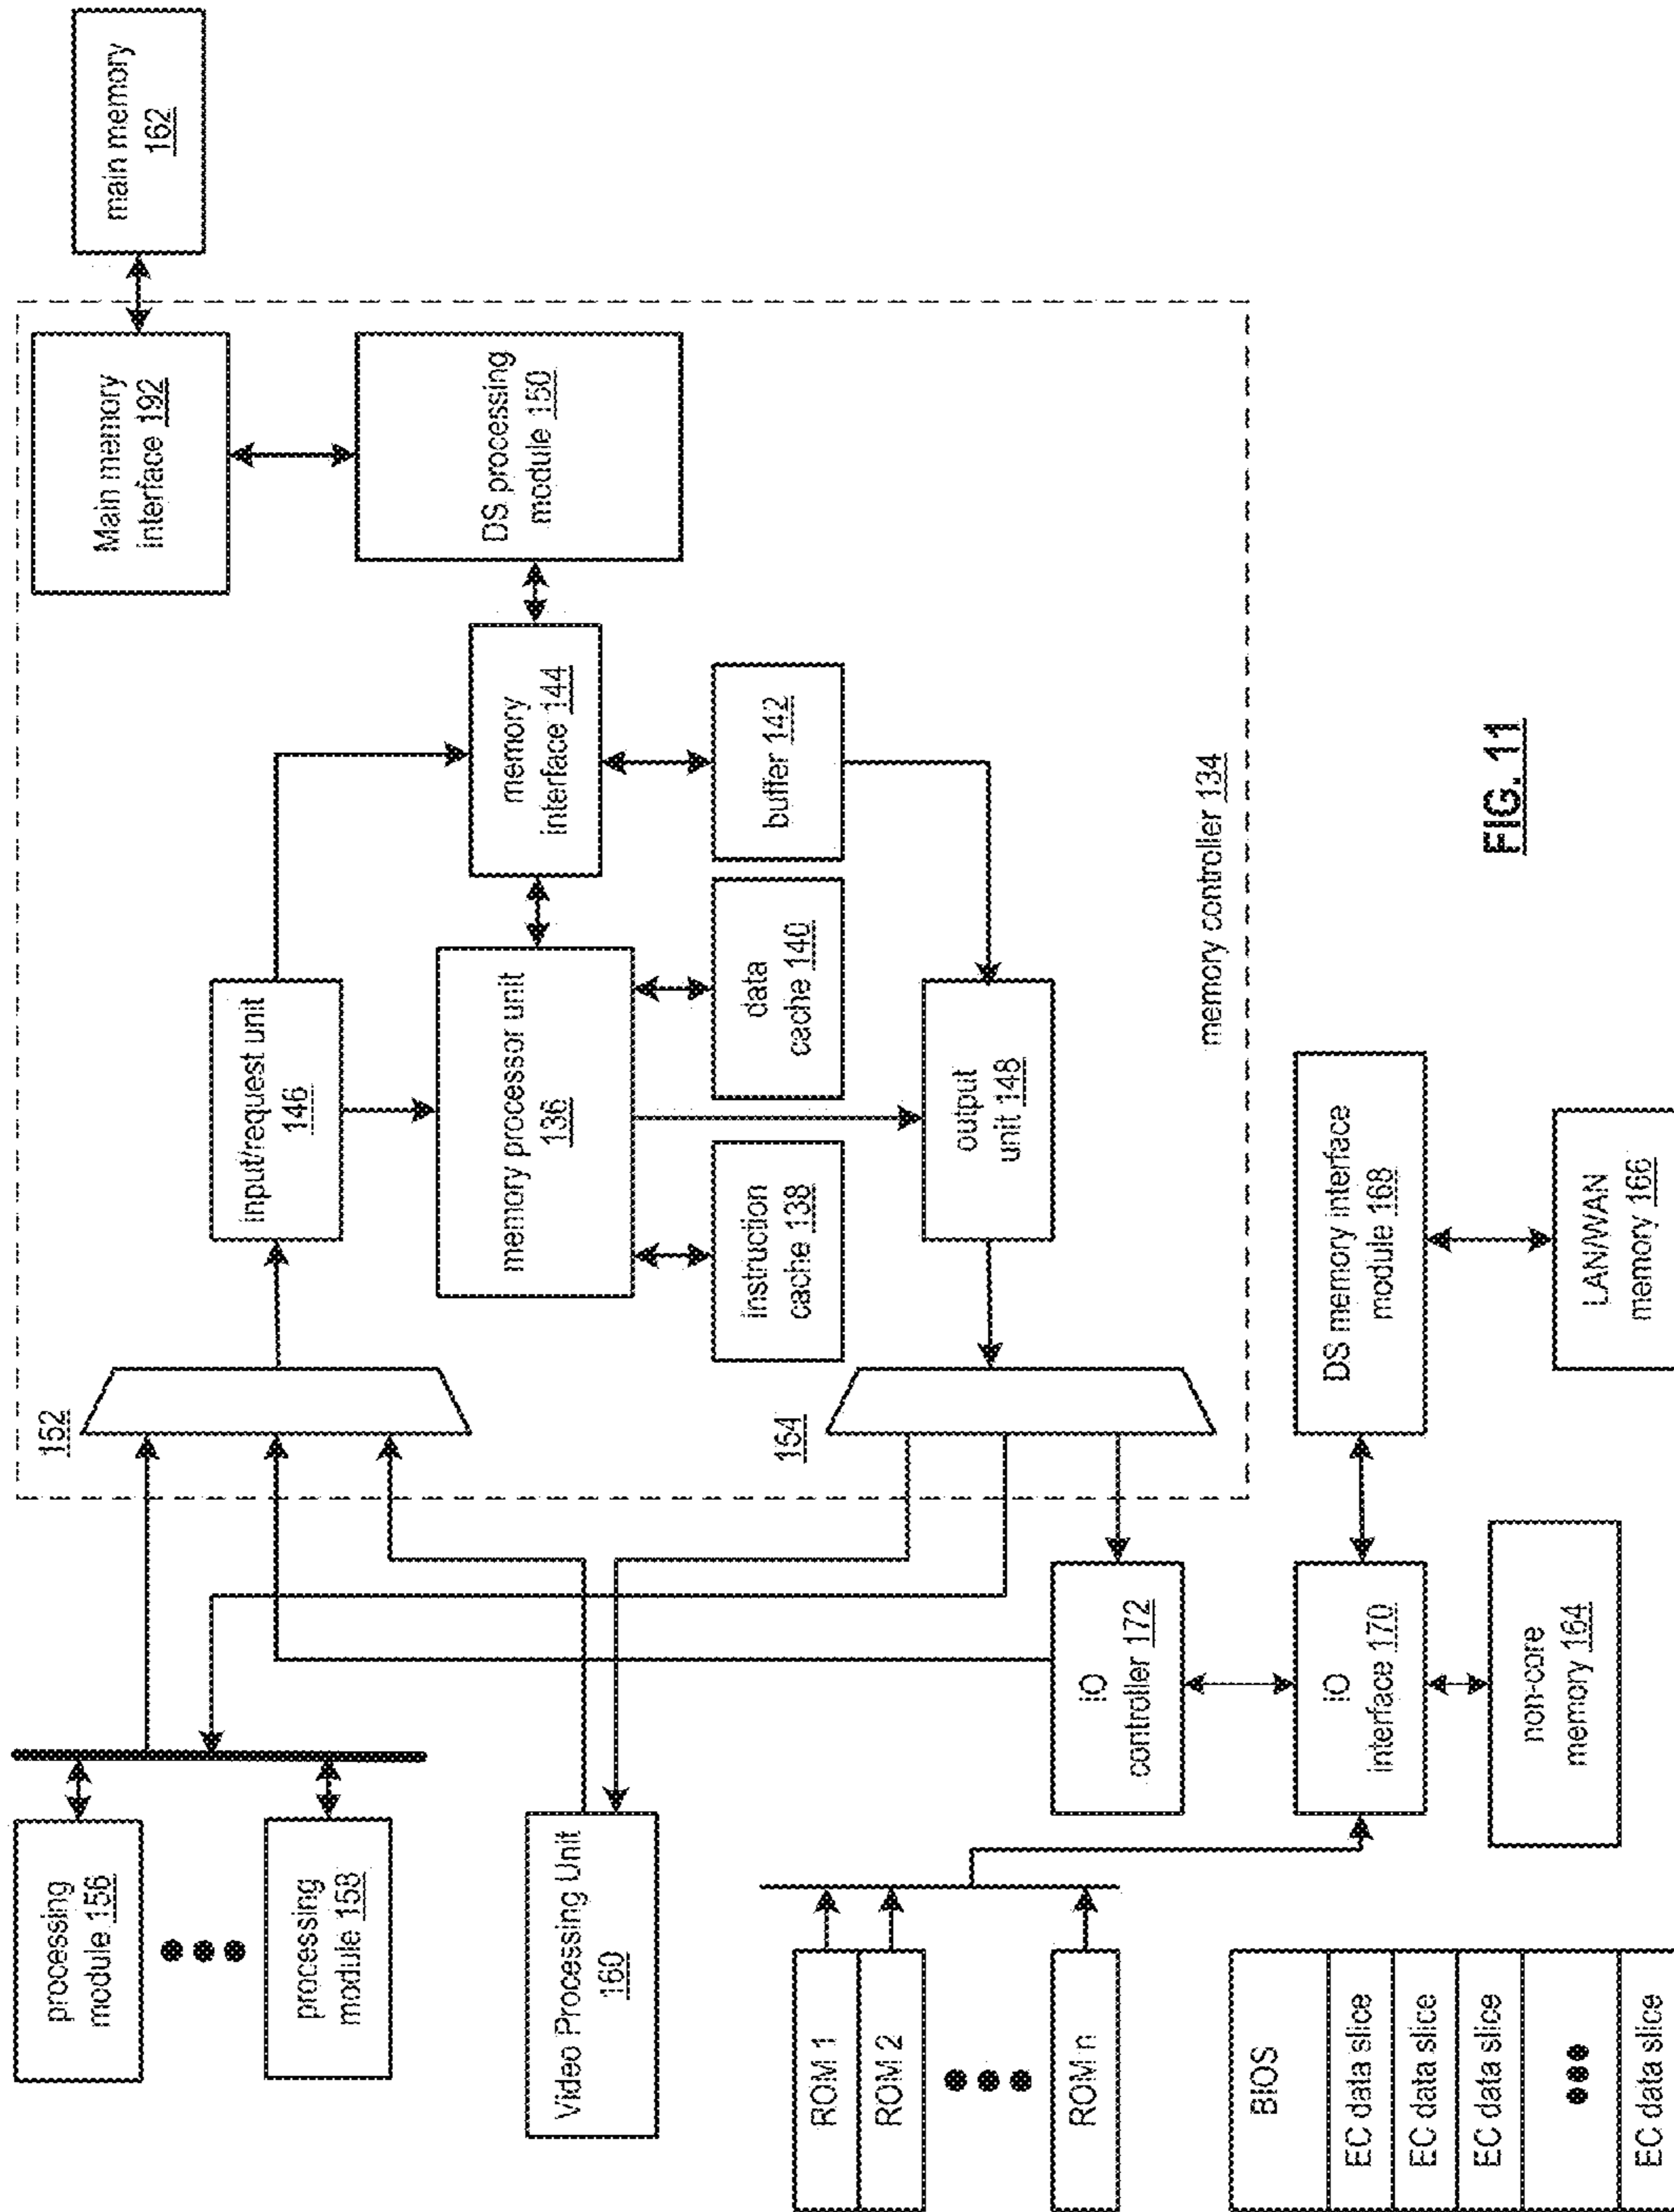 processing
module 156
processing
module 158
Video Processing Unit
160
ROM 1
ROM 2
ROM n
BIOS
EC data slice
EC data slice
EC data slice
EC data slice
152
154
input/request unit
146
memory processor unit
136
instruction
cache 138
data
cache 140
output
unit 148
memory
interface 144
buffer 142
Main memory
interface 192
DS processing
module 150
main memory
162
memory controller 134
IO
controller 172
IO
interface 170
non-core
memory 164
DS memory interface
module 168
LAN/WAN
memory 166
FIG. 11